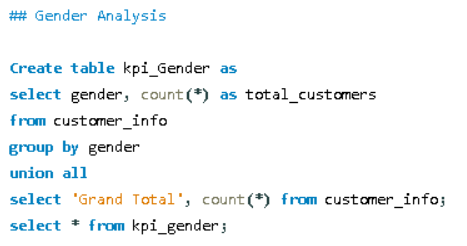 ## Gender Analysis
Create table kpi_Gender as
select gender, count(*) as total_customers
from customer_info
group by gender
union all
select 'Grand Total', count(*) from customer_info;
select * from kpi_gender;